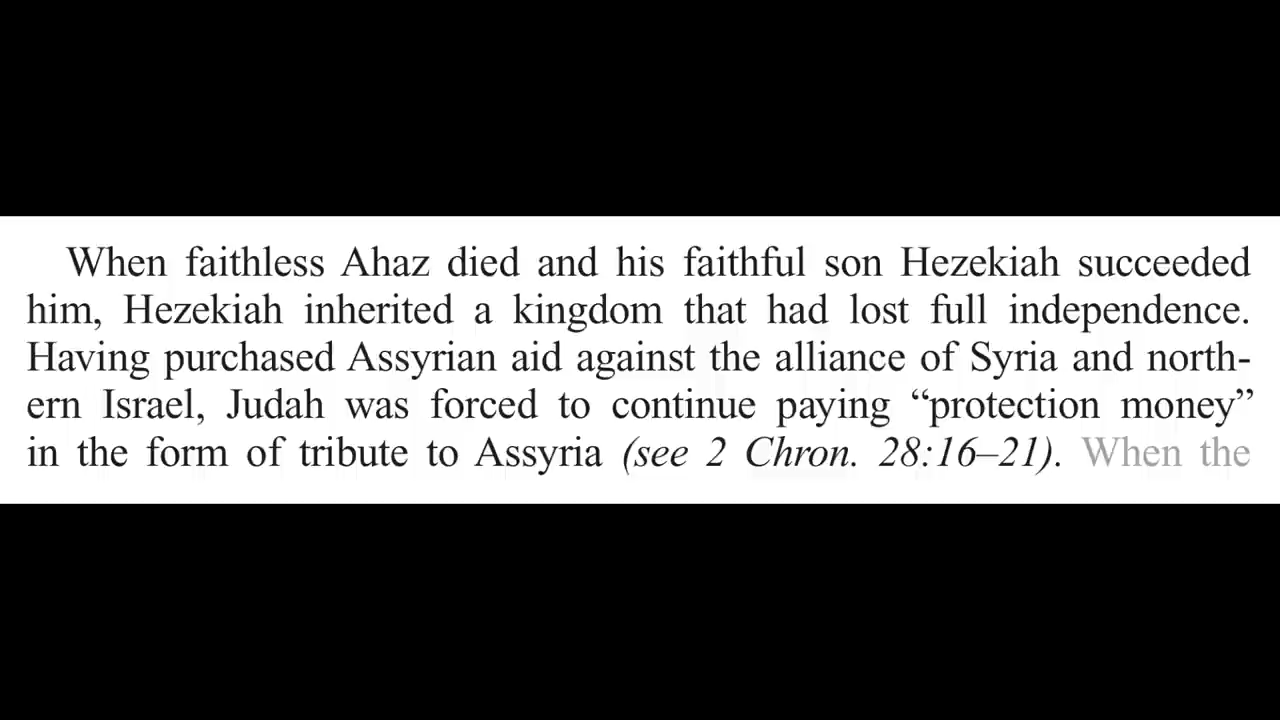 When faithless Ahaz died and his faithful son Hezekiah succeeded
him, Hezekiah inherited a kingdom that had lost full independence.
Having purchased Assyrian aid against the alliance of Syria and north-
ern Israel, Judah was forced to continue paying “protection money”
in the form of tribute to Assyria (see 2 Chron. 28:16–21). When the